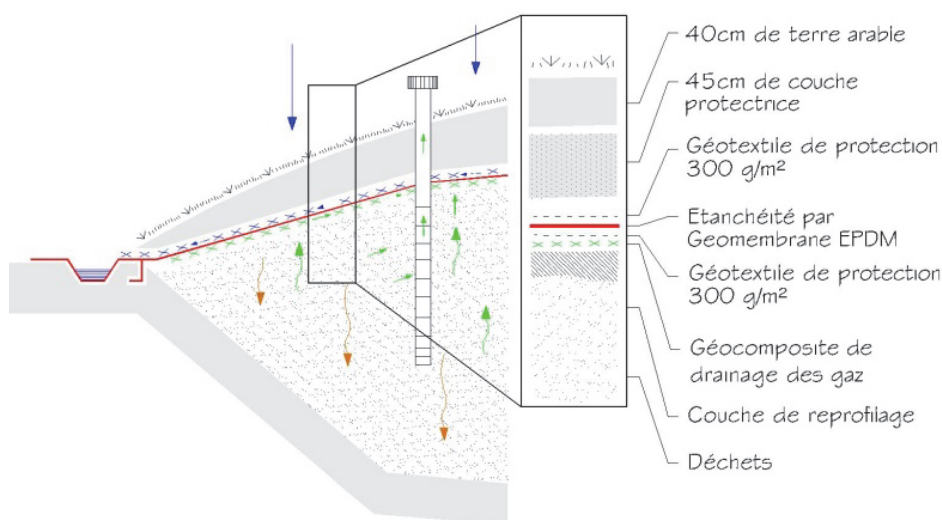 40cm de terre arable
45cm de couche
protectrice
Géotextile de protection
300 g/m²
Etanchéité par
Geomembrane EPDM
Géotextile de protection
300 g/m²
Géocomposite de
drainage des gaz
Couche de reprofilage
Déchets